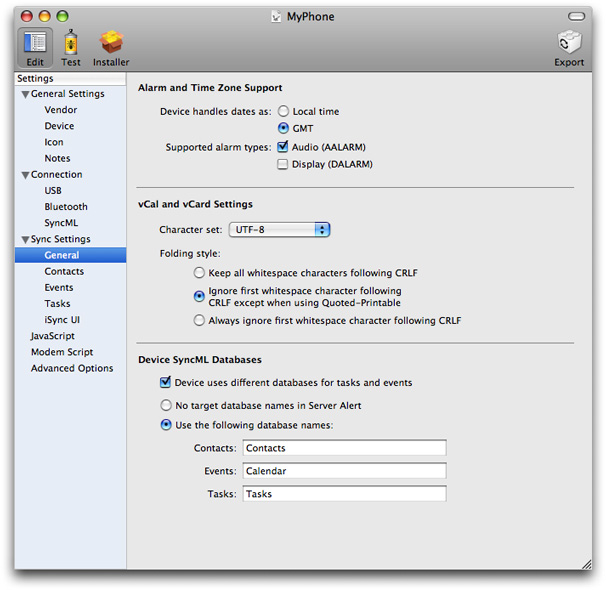 MyPhone
Edit
Test
Installer
Export
Settings
General Settings
Vendor
Device
Icon
Notes
Connection
USB
Bluetooth
SyncML
Sync Settings
General
Contacts
Events
Tasks
iSync UI
JavaScript
Modem Script
Advanced Options
Alarm and Time Zone Support
Device handles dates as: Local time
GMT
Supported alarm types: Audio (AALARM)
Display (DALARM)
vCal and vCard Settings
Character set: UTF-8
Folding style:
Keep all whitespace characters following CRLF
Ignore first whitespace character following
CRLF except when using Quoted-Printable
Always ignore first whitespace character following CRLF
Device SyncML Databases
Device uses different databases for tasks and events
No target database names in Server Alert
Use the following database names:
Contacts: Contacts
Events: Calendar
Tasks: Tasks